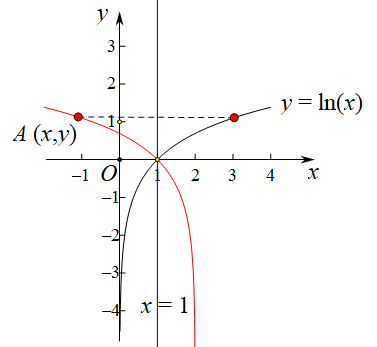 y
3
2
1
y = ln(x)
A (x,y)
O
−1
1
2
3
4
x
−1
−2
−3
x = 1
−4